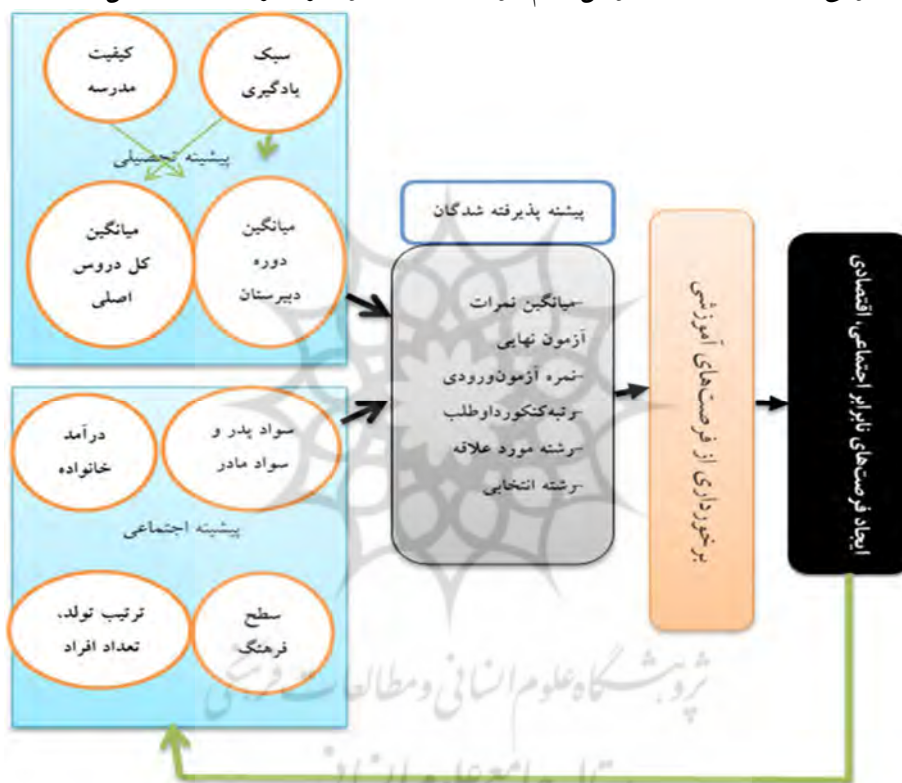 کیفیت
مدرسه
سبک
یادگیری
پیشینه تحصیلی
میانگین
کل دروس
اصلی
میانگین
دوره
دبیرستان
درآمد
خانواده
سواد پدر و
سواد مادر
پیشینه اجتماعی
ترتیب تولد،
تعداد افراد
سطح
فرهنگ
پیشنه پذیرفته شدگان
-میانگین نمرات
آزمون نهایی
-نمره آزمون‌ورودی
-رتبه‌کنکورداوطلب
-رشته مورد علاقه
-رشته انتخابی
برخورداری از فرصت‌های آموزشی
ایجاد فرصت‌های نابرابر اجتماعی، اقتصادی
پژوهشگاه علوم انسانی و مطالعات فرهنگی